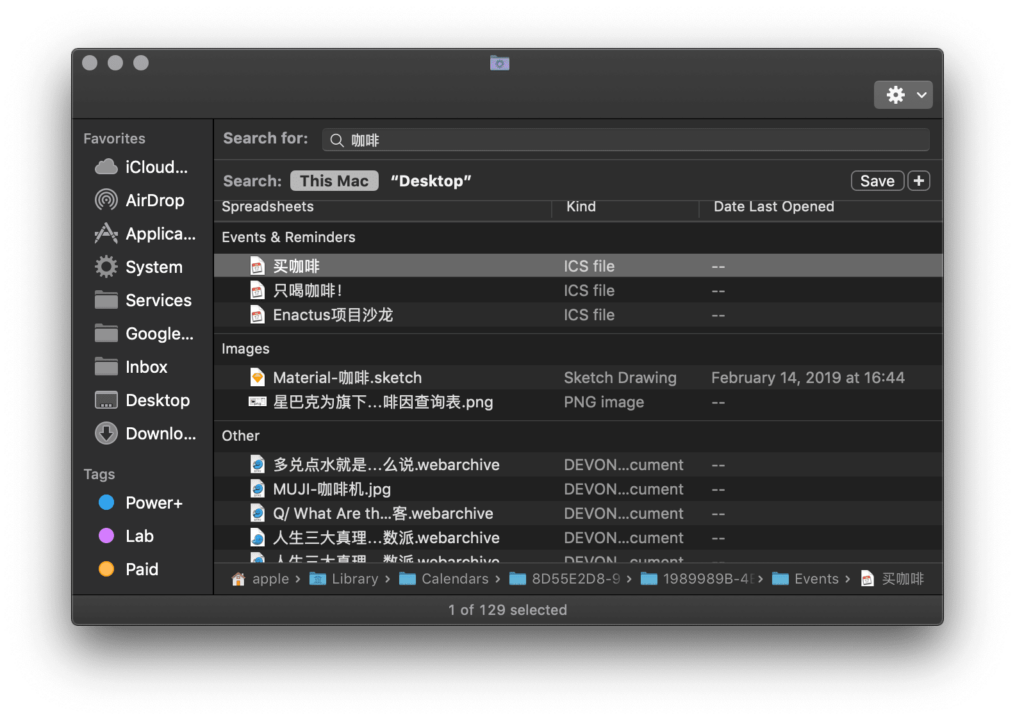 Favorites
iCloud...
AirDrop
Applica...
System
Services
Google...
Inbox
Desktop
Downlo...
Tags
Power+
Lab
Paid
Search for: 咖啡
Search: This Mac “Desktop” Save +
Spreadsheets Kind Date Last Opened
Events & Reminders
买咖啡 ICS file --
只喝咖啡! ICS file --
Enactus项目沙龙 ICS file --
Images
Material-咖啡.sketch Sketch Drawing February 14, 2019 at 16:44
星巴克为旗下...啡因查询表.png PNG image --
Other
多兑点水就是...么说.webarchive DEVON...cument --
MUJI-咖啡机.jpg DEVON...cument --
Q/ What Are th...客.webarchive DEVON...cument --
人生三大真理...数派.webarchive DEVON...cument --
人生三大真理...数派.webarchive DEVON...cument --
apple › Library › Calendars › 8D55E2D8-9 › 1989989B-4E › Events › 买咖啡
1 of 129 selected